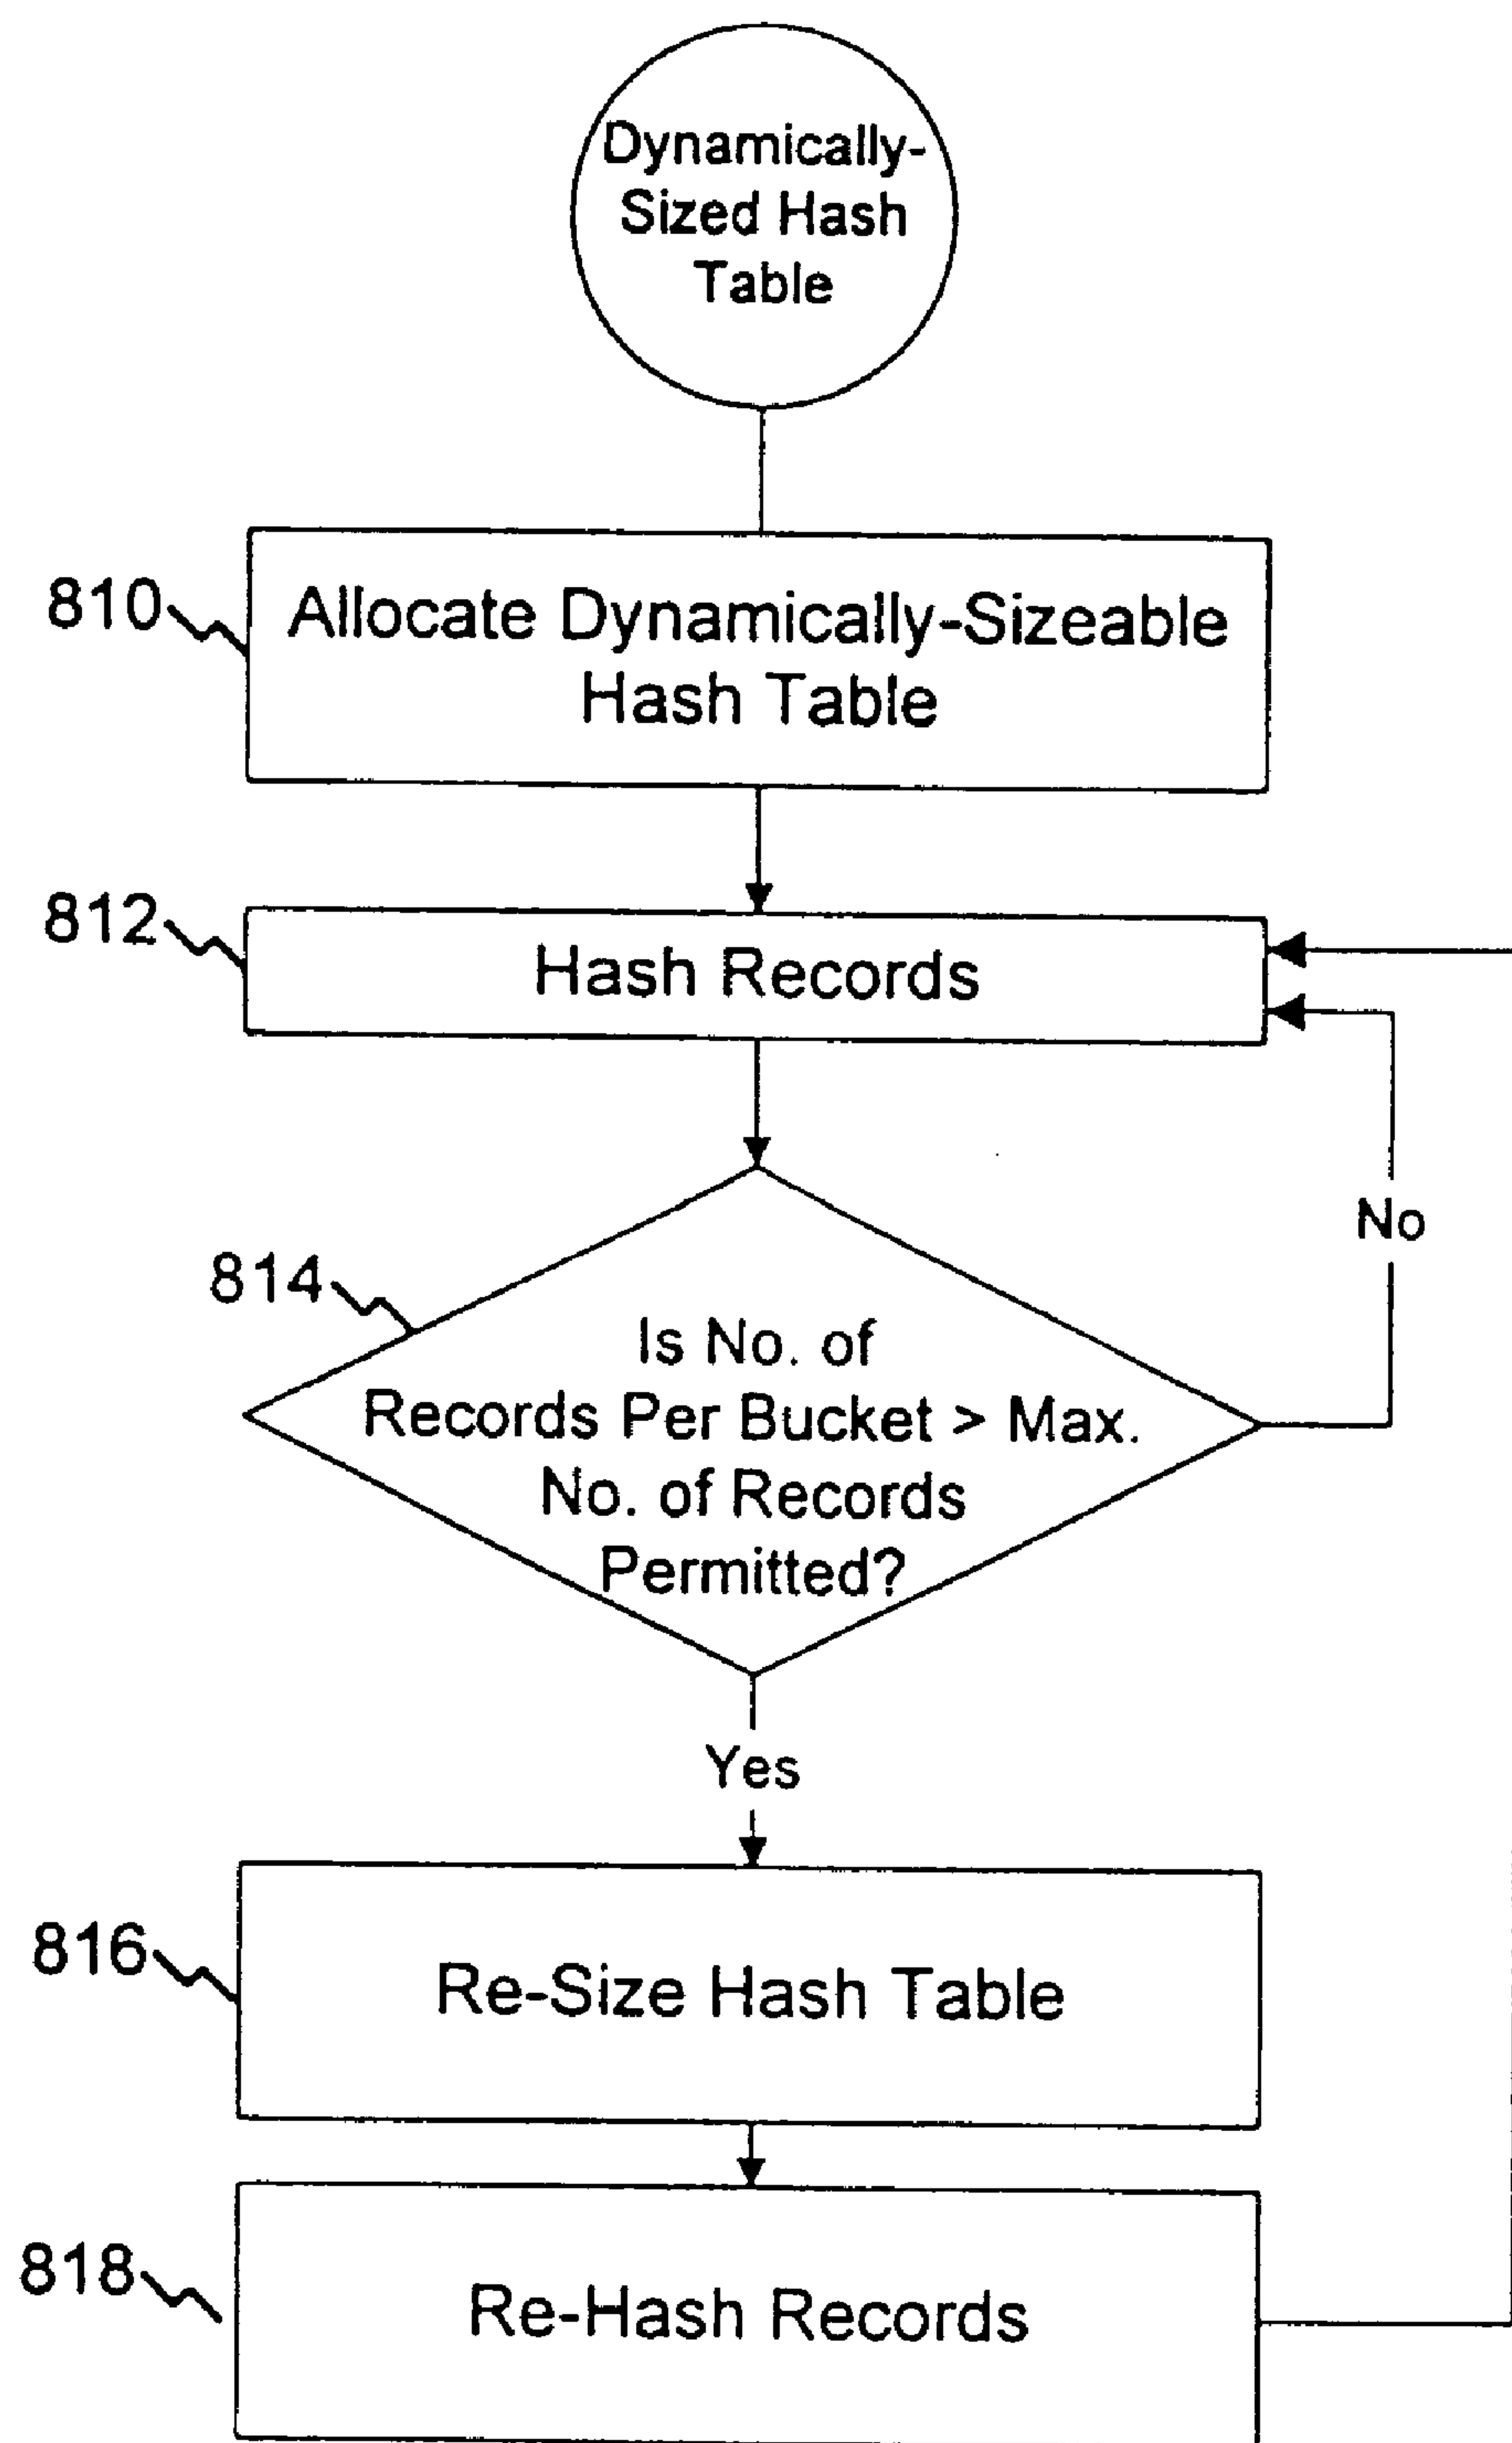 Dynamically-
Sized Hash
Table
810
Allocate Dynamically-Sizeable
Hash Table
812
Hash Records
814
Is No. of
Records Per Bucket > Max.
No. of Records
Permitted?
No
Yes
816
Re-Size Hash Table
818
Re-Hash Records